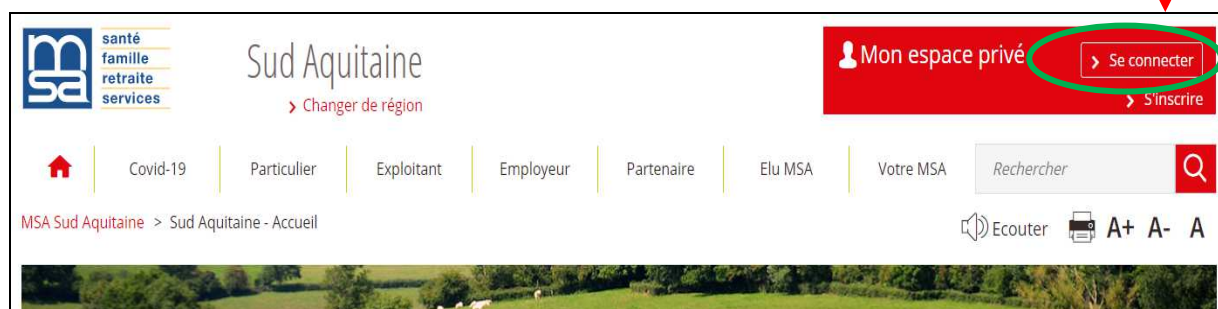 msa
santé
famille
retraite
services
Sud Aquitaine
> Changer de région
Mon espace privé
> Se connecter
> S'inscrire
Covid-19 Particulier Exploitant Employeur Partenaire Elu MSA Votre MSA Rechercher
MSA Sud Aquitaine > Sud Aquitaine - Accueil
Ecouter A+ A- A